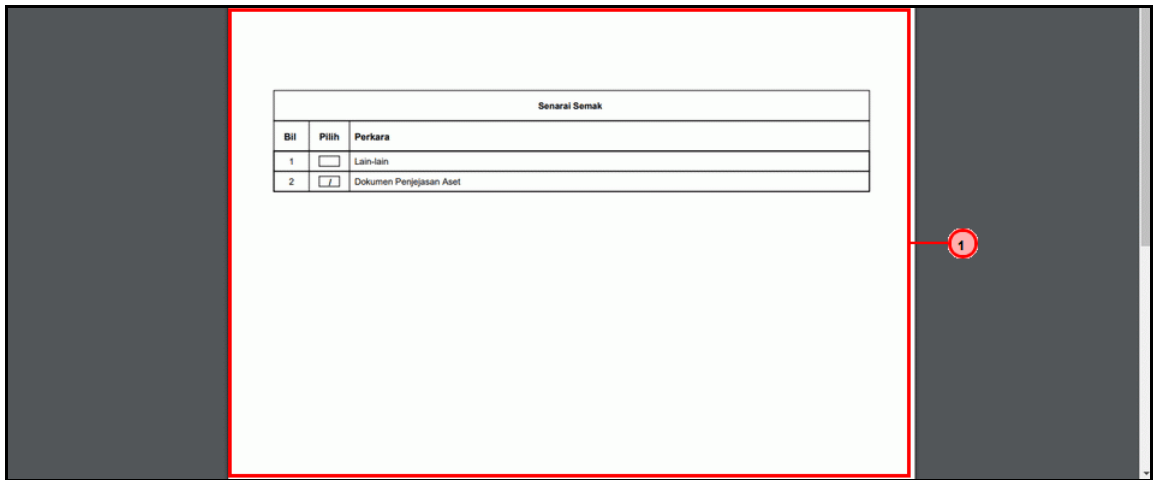 Senarai Semak
Bil Pilih Perkara
1 Lain-lain
2 / Dokumen Penjejasan Aset
1